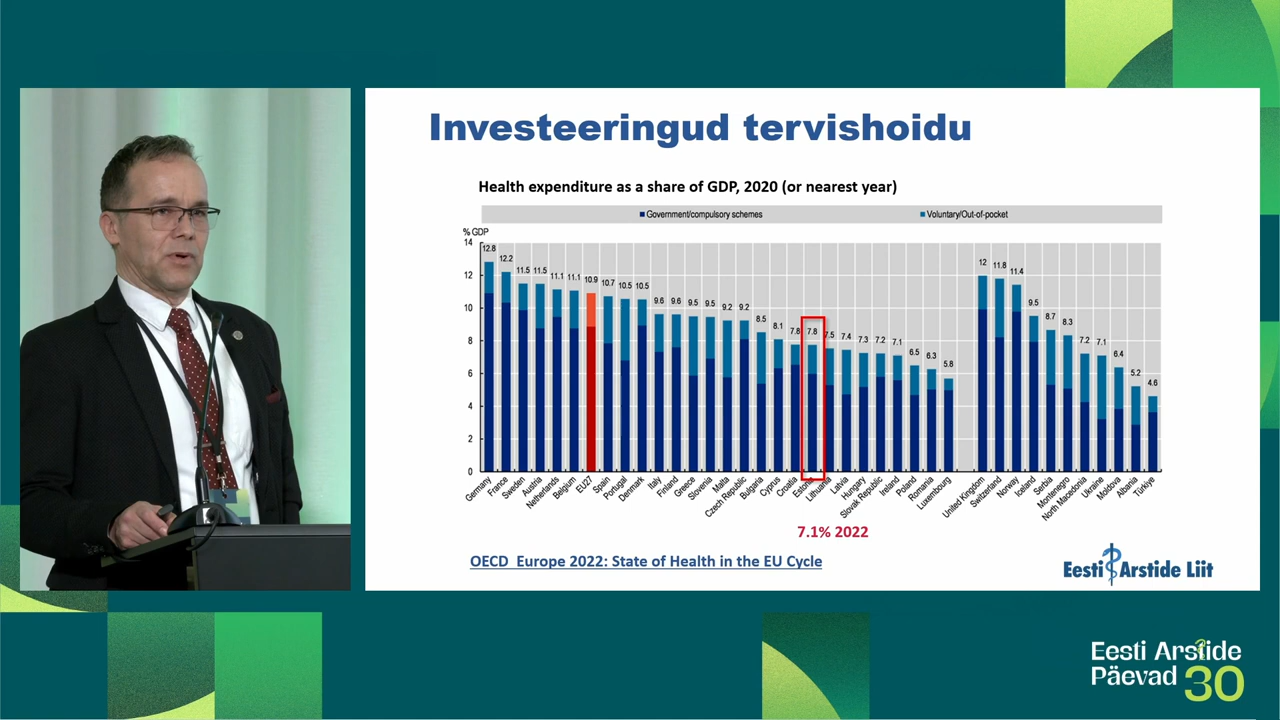 Investeeringud tervishoidu
Health expenditure as a share of GDP, 2020 (or nearest year)
Government/compulsory schemes Voluntary/Out-of-pocket
% GDP
14
12
10
8
6
4
2
0
12.8 12.2 11.5 11.5 11.1 11.1 10.9 10.7 10.5 10.5 9.6 9.6 9.5 9.5 9.2 9.2 8.5 8.1 7.8 7.8 7.5 7.4 7.3 7.2 7.1 6.5 6.3 5.8 12 11.8 11.4 9.5 8.7 8.3 7.2 7.1 6.4 5.2 4.6
Germany France Sweden Austria Netherlands Belgium EU27 Spain Portugal Denmark Italy Finland Greece Slovenia Malta Czech Republic Bulgaria Cyprus Croatia Estonia Lithuania Latvia Hungary Slovak Republic Ireland Poland Romania Luxembourg United Kingdom Switzerland Norway Iceland Serbia Montenegro North Macedonia Ukraine Moldova Albania Türkiye
7.1% 2022
OECD Europe 2022: State of Health in the EU Cycle
Eesti Arstide Liit
Eesti Arstide
Päevad 30